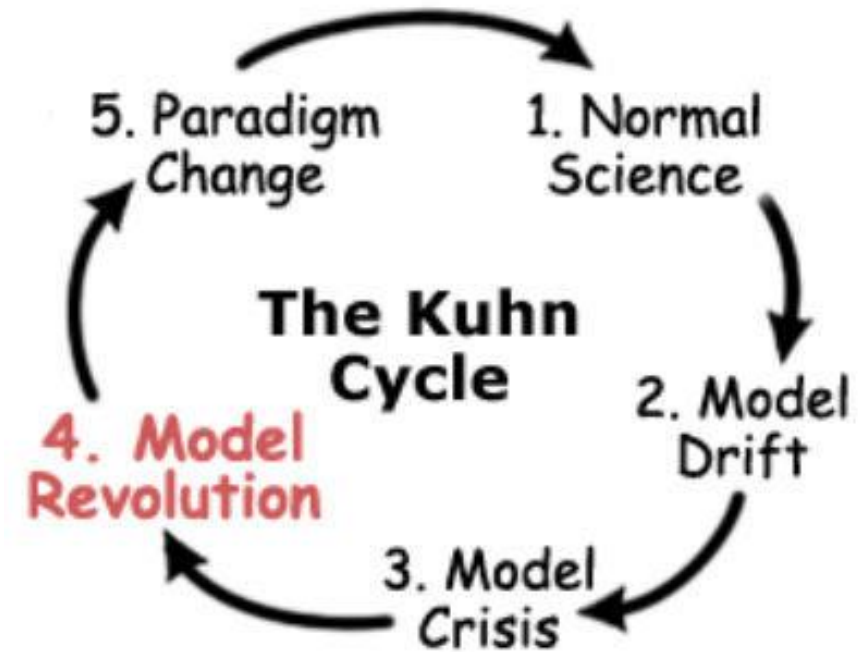 The Kuhn
Cycle
1. Normal
Science
2. Model
Drift
3. Model
Crisis
4. Model
Revolution
5. Paradigm
Change